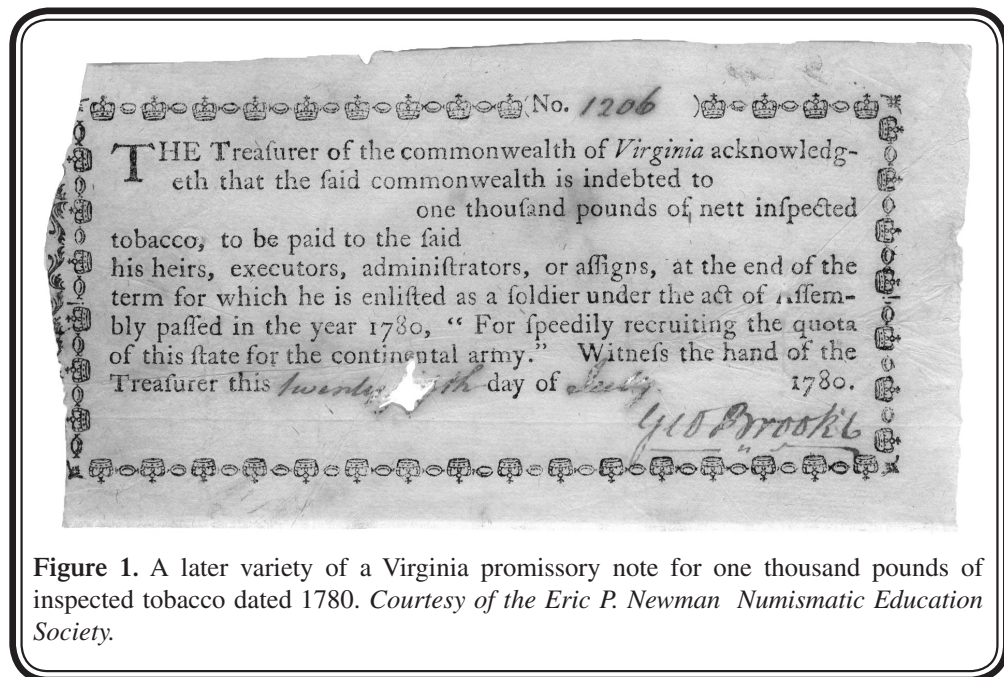 (No. 1206 )
THE Treaſurer of the commonwealth of Virginia acknowledg-
eth that the ſaid commonwealth is indebted to
one thouſand pounds of nett inſpected
tobacco, to be paid to the ſaid
his heirs, executors, adminiſtrators, or aſſigns, at the end of the
term for which he is enliſted as a ſoldier under the act of Aſſem-
bly paſſed in the year 1780, “ For ſpeedily recruiting the quota
of this ſtate for the continental army.” Witneſs the hand of the
Treaſurer this day of July 1780.
Geo Brooke
Figure 1. A later variety of a Virginia promissory note for one thousand pounds of
inspected tobacco dated 1780. Courtesy of the Eric P. Newman Numismatic Education
Society.